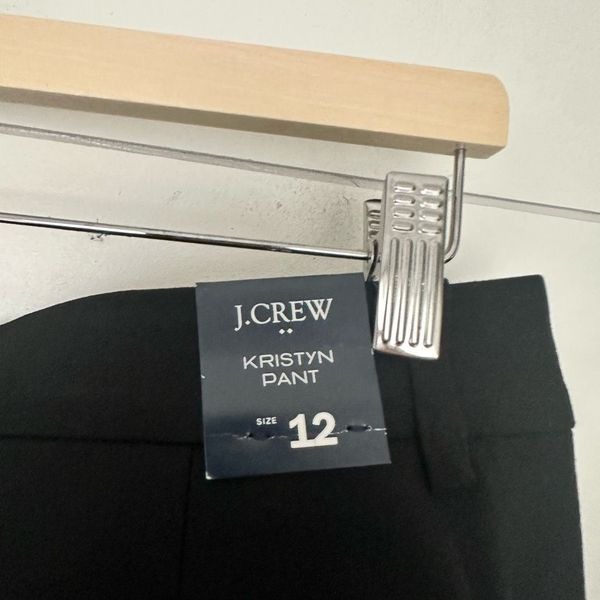 J.CREW
KRISTYN
PANT
SIZE 12